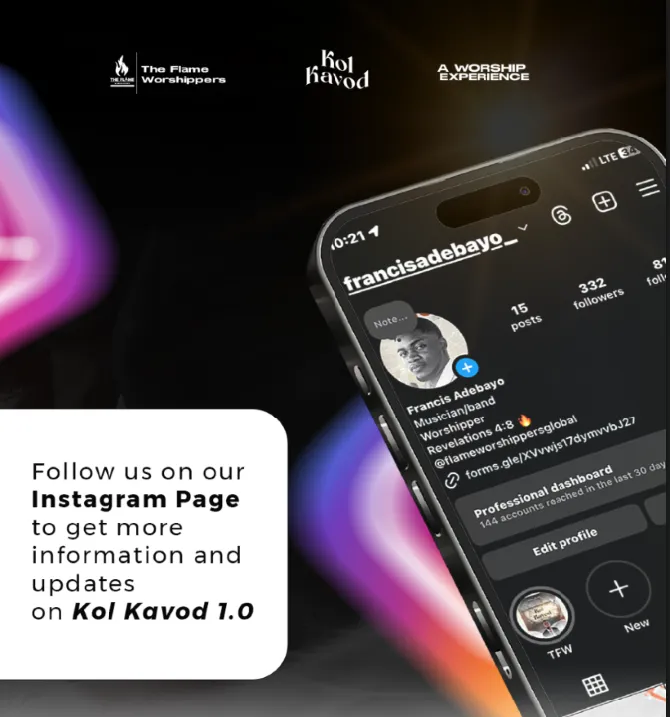 THE FLAME
The Flame
Worshippers
Kol
Kavod
A WORSHIP
EXPERIENCE
LTE
0:21
francisadebayo_
Note...
15
posts
332
followers
81
Francis Adebayo
Musician/band
Worshipper
Revelations 4:8 🔥
@flameworshippersglobal
forms.gle/XVvwjs17dymvvbJ27
Professional dashboard
144 accounts reached in the last 30 day
Edit profile
TFW
New
Follow us on our
Instagram Page
to get more
information and
updates
on Kol Kavod 1.0